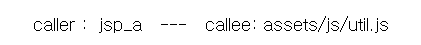 caller : jsp_a --- callee: assets/js/util.js